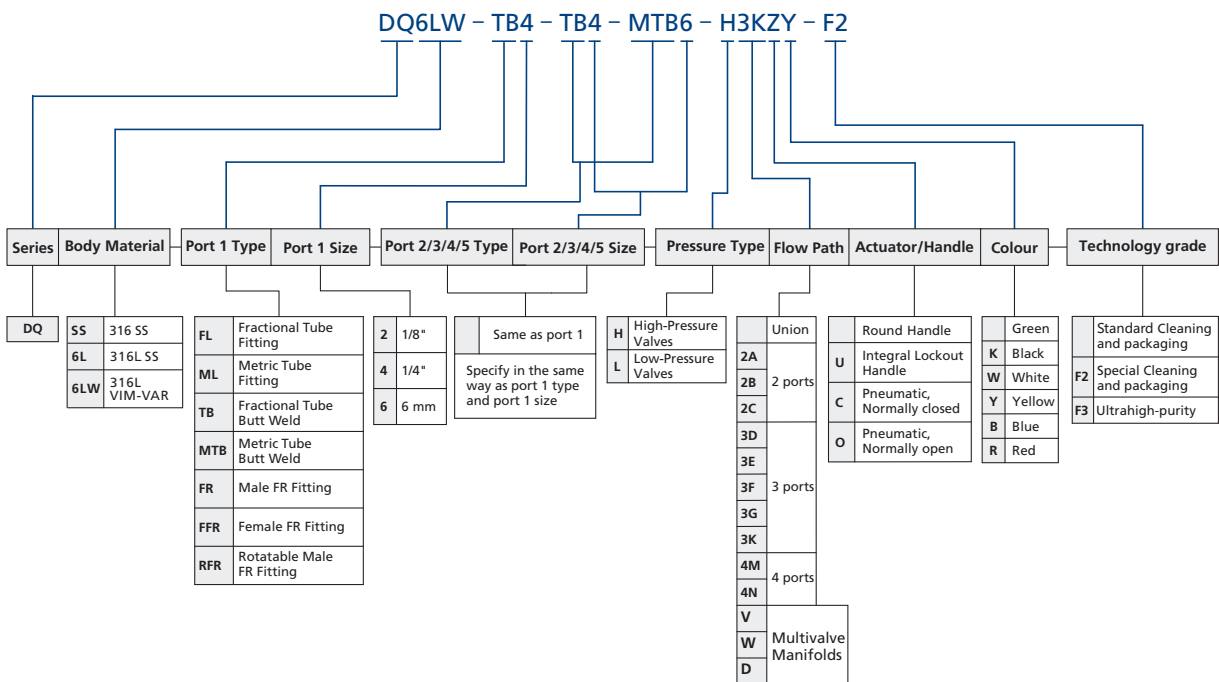 DQ6LW – TB4 – TB4 – MTB6 – H3KZY – F2
Series
Body Material
Port 1 Type
Port 1 Size
Port 2/3/4/5 Type
Port 2/3/4/5 Size
Pressure Type
Flow Path
Actuator/Handle
Colour
Technology grade
DQ
SS 316 SS
6L 316L SS
6LW 316L
VIM-VAR
FL Fractional Tube
Fitting
ML Metric Tube
Fitting
TB Fractional Tube
Butt Weld
MTB Metric Tube
Butt Weld
FR Male FR Fitting
FFR Female FR Fitting
RFR Rotatable Male
FR Fitting
2 1/8"
4 1/4"
6 6 mm
Same as port 1
Specify in the same
way as port 1 type
and port 1 size
H High-Pressure
Valves
L Low-Pressure
Valves
Union
2A
2B
2C
2 ports
3D
3E
3F
3G
3K
3 ports
4M
4N
4 ports
V
W
D
Multivalve
Manifolds
Round Handle
U Integral Lockout
Handle
C Pneumatic,
Normally closed
O Pneumatic,
Normally open
Green
K Black
W White
Y Yellow
B Blue
R Red
Standard Cleaning
and packaging
F2 Special Cleaning
and packaging
F3 Ultrahigh-purity